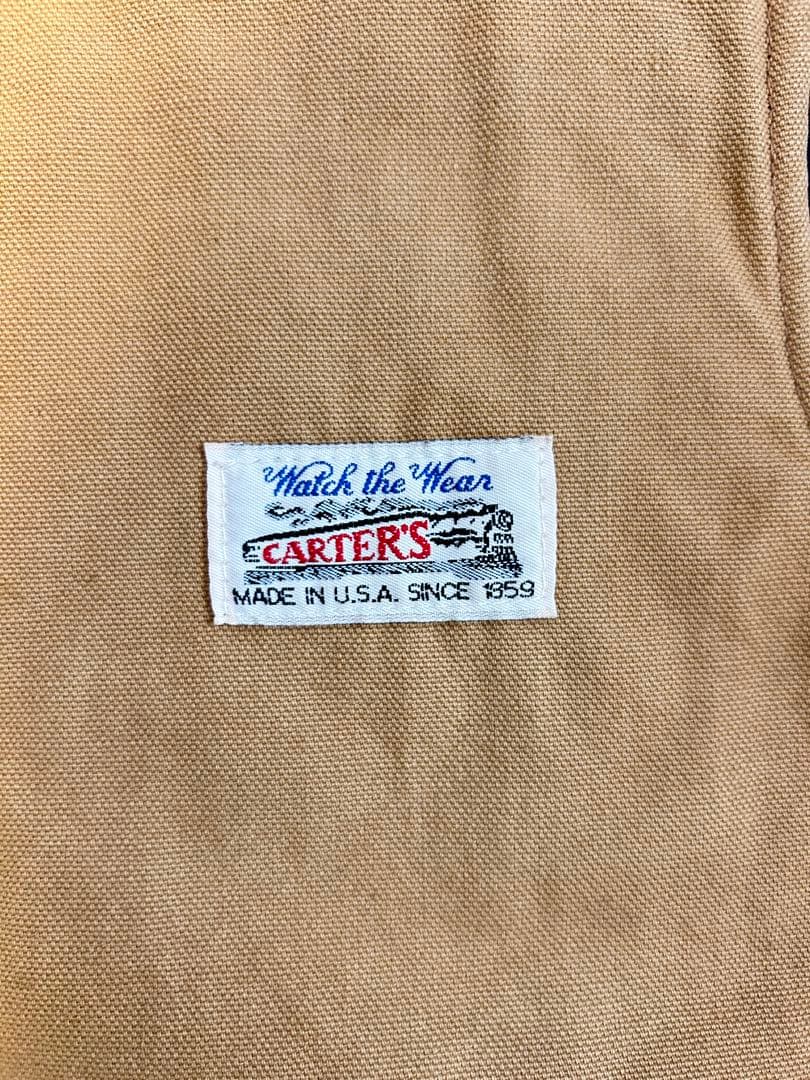 Watch the Wear
CARTER'S
MADE IN U.S.A. SINCE 1859